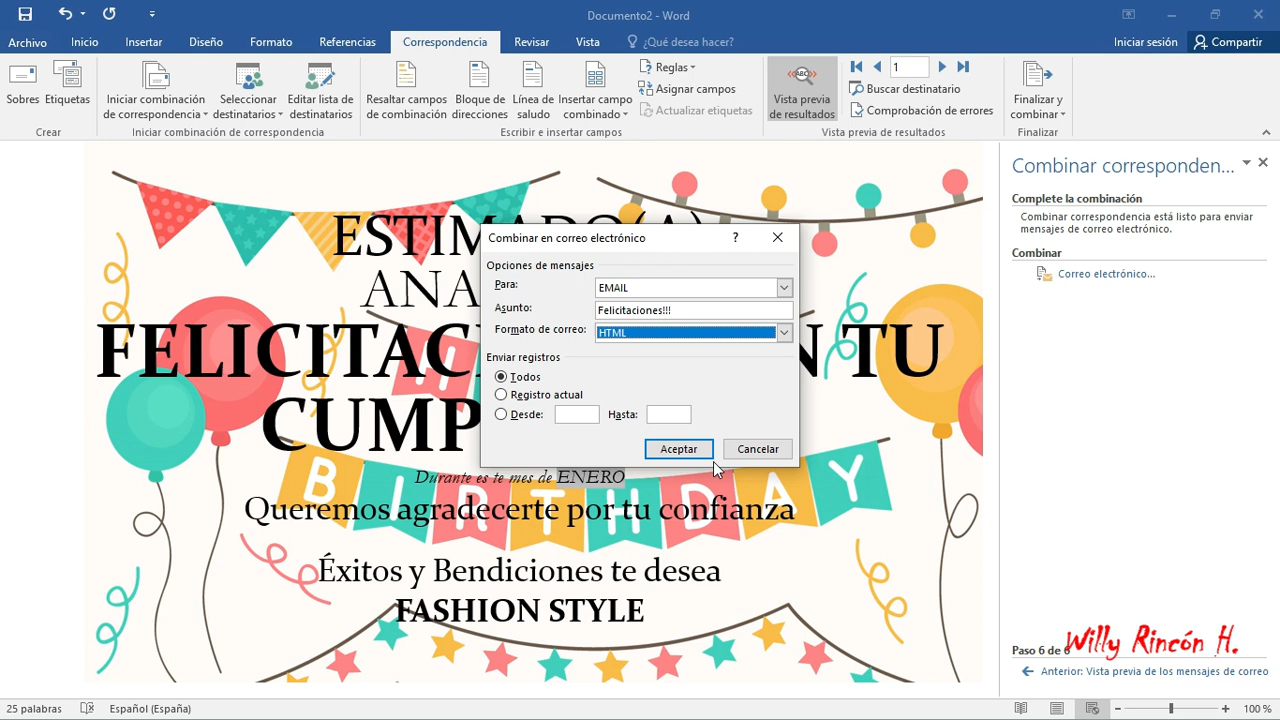 Documento2 - Word
Archivo Inicio Insertar Diseño Formato Referencias Correspondencia Revisar Vista ¿Qué desea hacer? Iniciar sesión Compartir
Sobres Etiquetas
Crear
Iniciar combinación de correspondencia
Seleccionar destinatarios
Editar lista de destinatarios
Iniciar combinación de correspondencia
Resaltar campos de combinación
Bloque de direcciones
Línea de saludo
Insertar campo combinado
Reglas
Asignar campos
Actualizar etiquetas
Escribir e insertar campos
ABC
Vista previa de resultados
1
Buscar destinatario
Comprobación de errores
Vista previa de resultados
Finalizar y combinar
Finalizar
ESTIMADO(A)
ANA
FELICITAC
N TU
CUMP
Durante es te mes de ENERO
BIRTHDAY
Queremos agradecerte por tu confianza
Éxitos y Bendiciones te desea
FASHION STYLE
Combinar en correo electrónico ?
Opciones de mensajes
Para: EMAIL
Asunto: Felicitaciones!!!
Formato de correo: HTML
Enviar registros
Todos
Registro actual
Desde: Hasta:
Aceptar Cancelar
Combinar corresponden...
Complete la combinación
Combinar correspondencia está listo para enviar
mensajes de correo electrónico.
Combinar
Correo electrónico...
Willy Rincón H.
Paso 6 de 6
Anterior: Vista previa de los mensajes de correo
25 palabras Español (España) 100 %